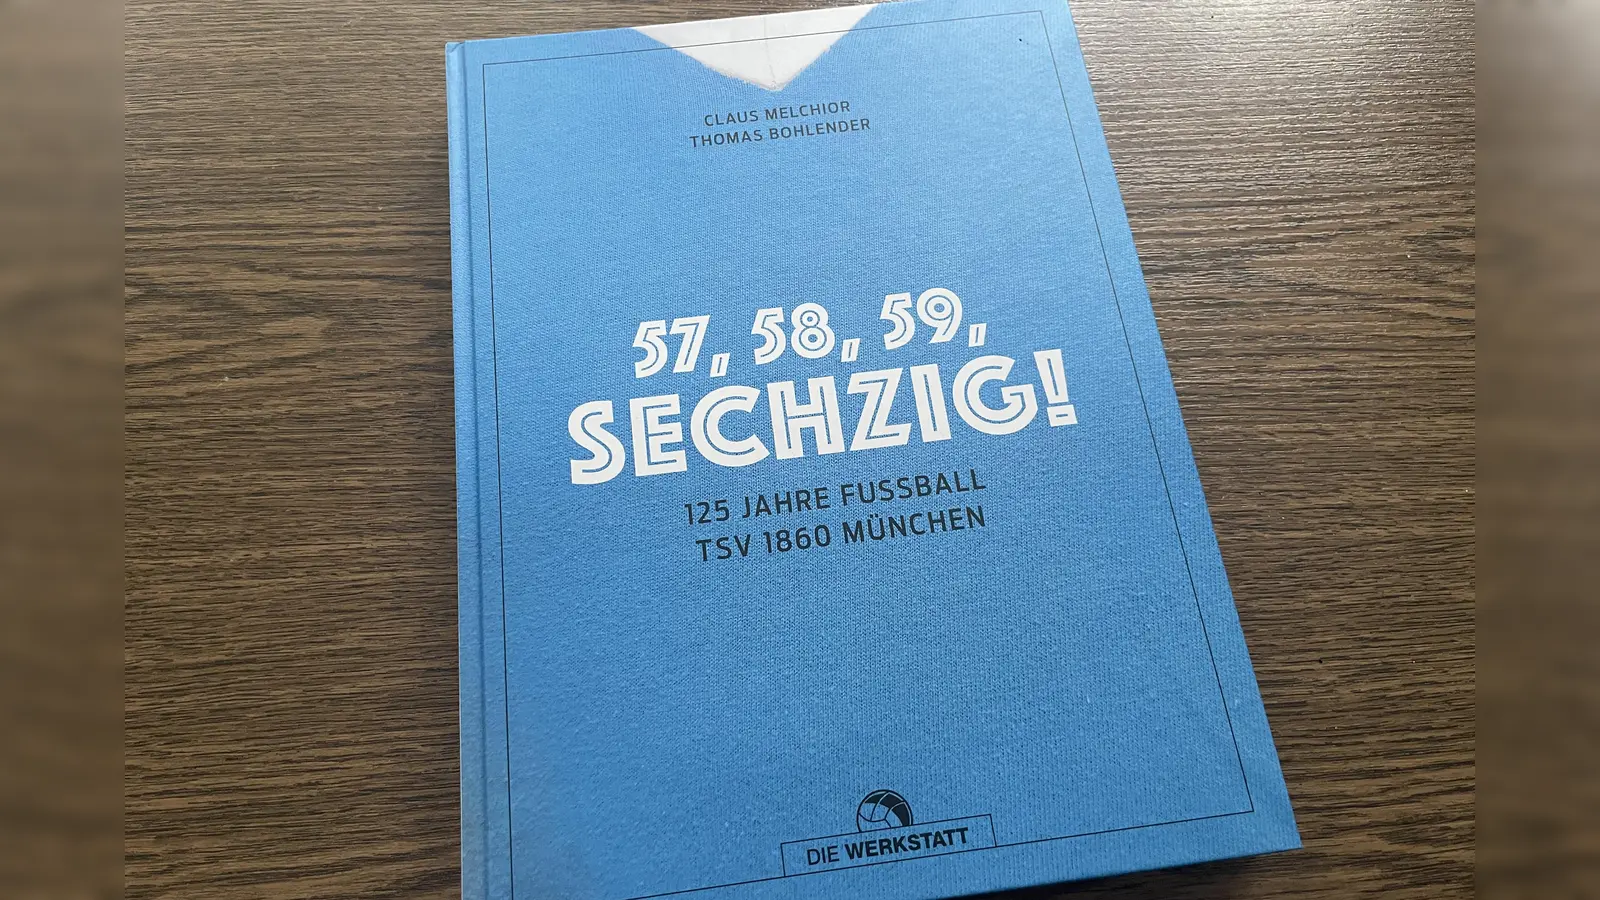 CLAUS MELCHIOR
THOMAS BOHLENDER
57, 58, 59,
SECHZIG!
125 JAHRE FUSSBALL
TSV 1860 MÜNCHEN
DIE WERKSTATT